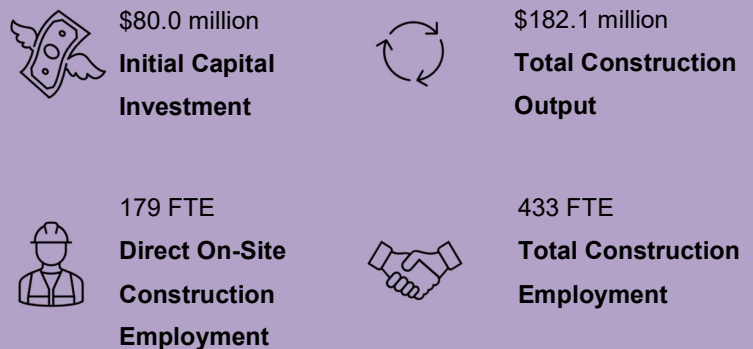 $80.0 million
Initial Capital
Investment
$182.1 million
Total Construction
Output
179 FTE
Direct On-Site
Construction
Employment
433 FTE
Total Construction
Employment